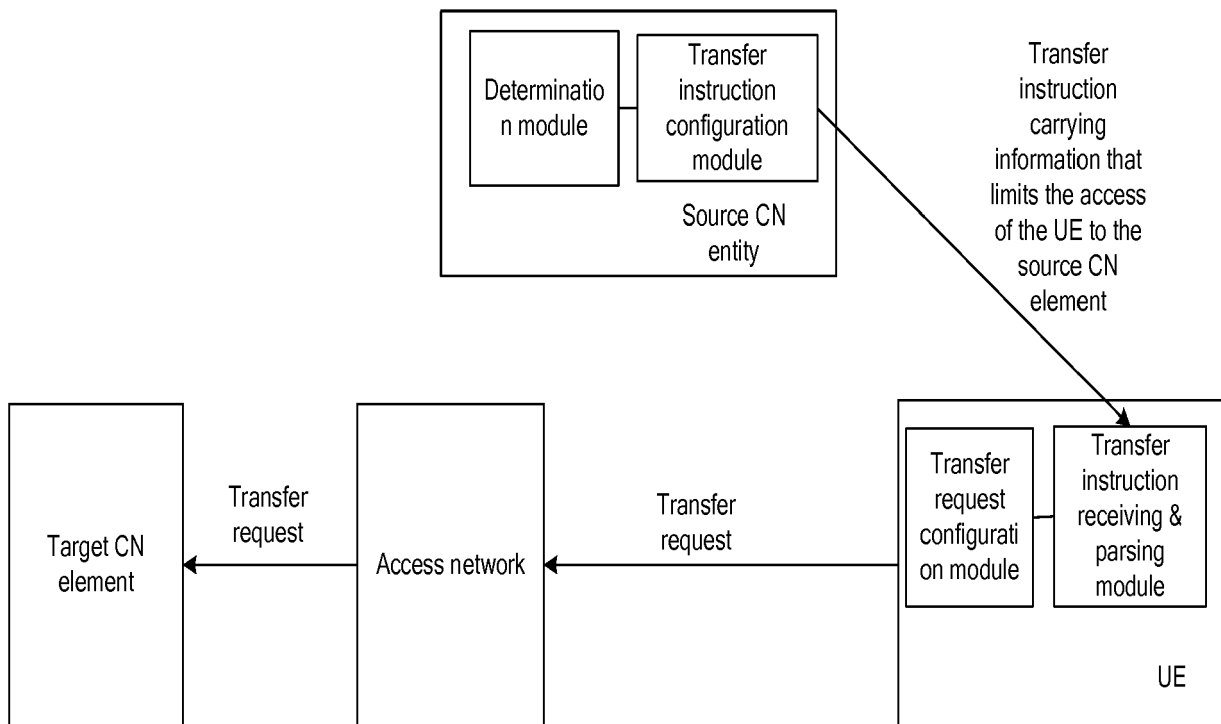 Determinatio
n module
Transfer
instruction
configuration
module
Source CN
entity
Transfer
instruction
carrying
information that
limits the access
of the UE to the
source CN
element
Target CN
element
Transfer
request
Access network
Transfer
request
Transfer
request
configurati
on module
Transfer
instruction
receiving &
parsing
module
UE